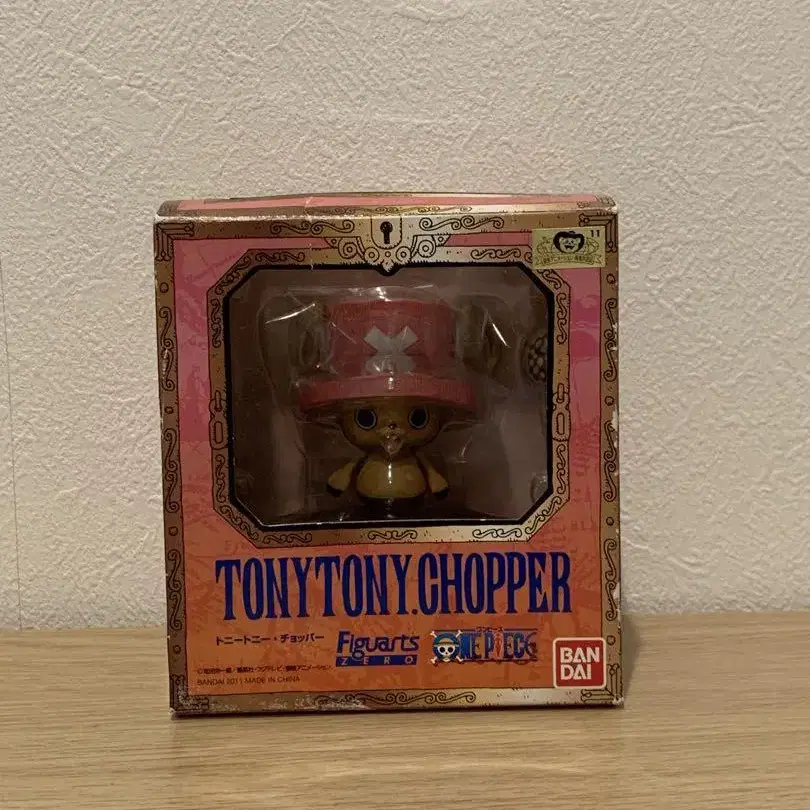 11
TONYTONY.CHOPPER
トニートニー・チョッパー
Figuarts
ZERO
ワンピース
ONE PIECE
BAN
DAI
BANDAI 2011 MADE IN CHINA